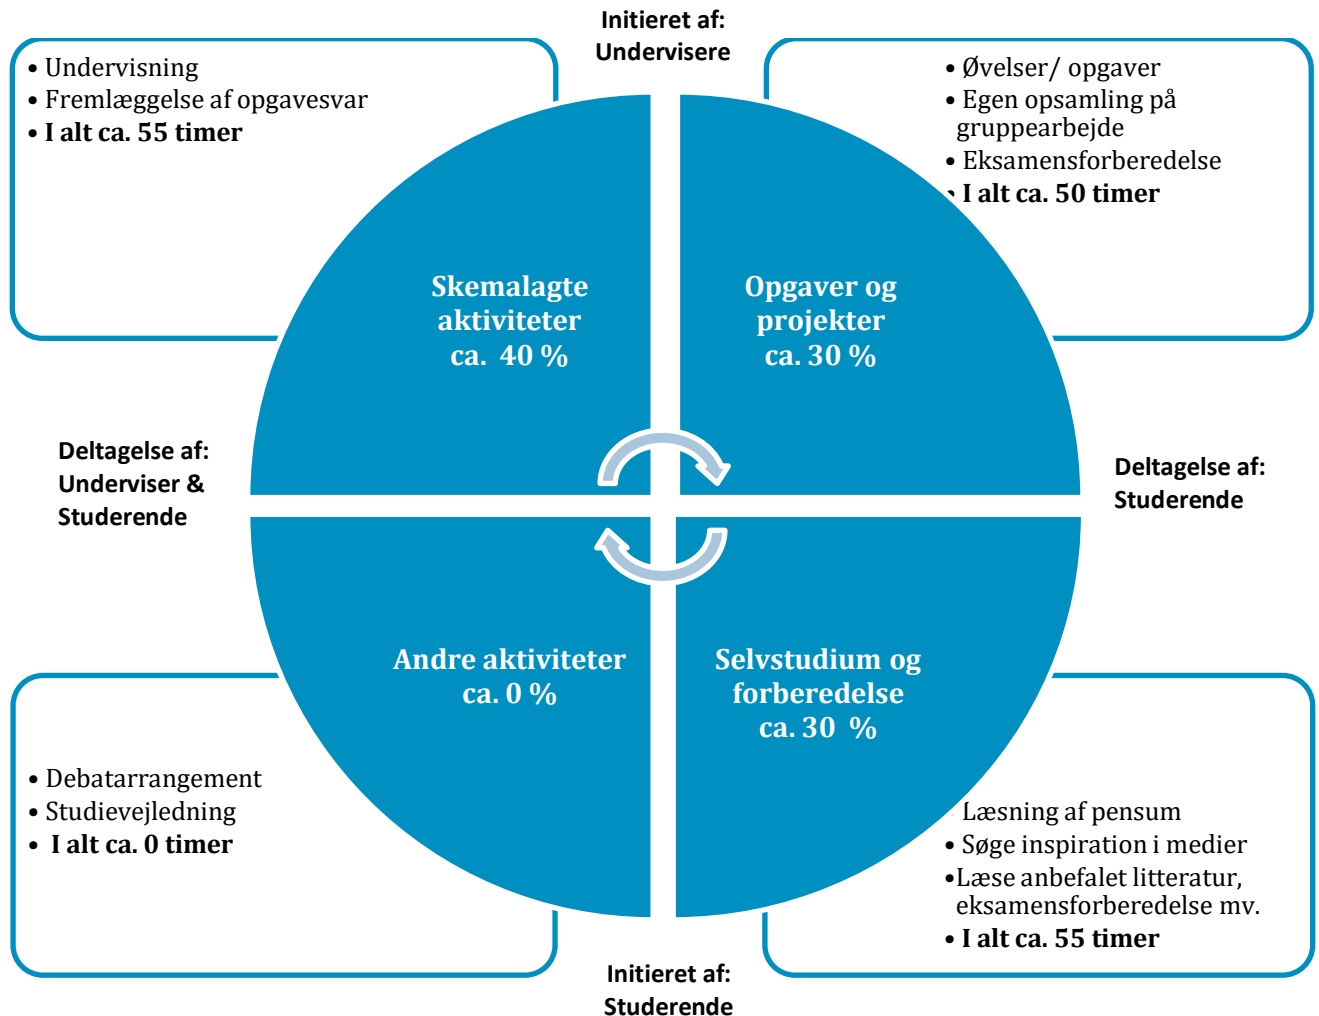 Initieret af:
Undervisere
• Undervisning
• Fremlæggelse af opgavesvar
• I alt ca. 55 timer
• Øvelser/ opgaver
• Egen opsamling på
gruppearbejde
• Eksamensforberedelse
• I alt ca. 50 timer
Skemalagte
aktiviteter
ca. 40 %
Opgaver og
projekter
ca. 30 %
Deltagelse af:
Underviser &
Studerende
Deltagelse af:
Studerende
Andre aktiviteter
ca. 0 %
Selvstudium og
forberedelse
ca. 30 %
• Debatarrangement
• Studievejledning
• I alt ca. 0 timer
• Læsning af pensum
• Søge inspiration i medier
•Læse anbefalet litteratur,
eksamensforberedelse mv.
• I alt ca. 55 timer
Initieret af:
Studerende